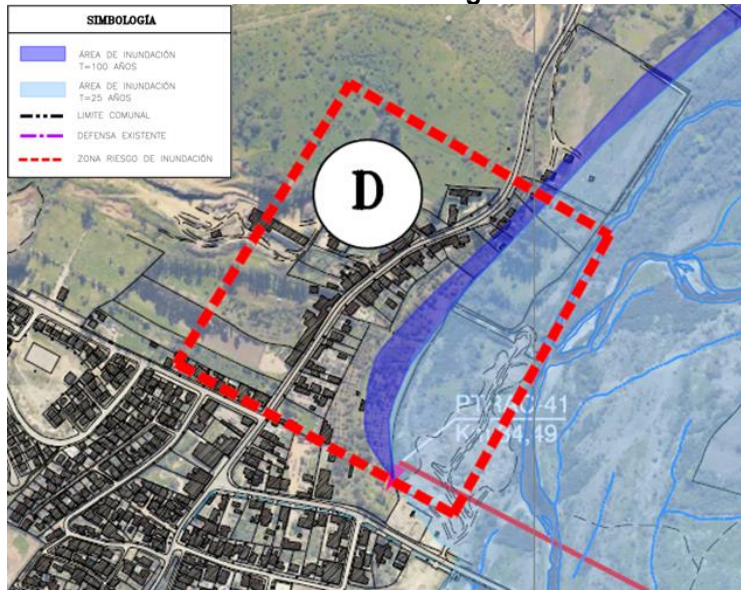 SIMBOLOGÍA
ÁREA DE INUNDACIÓN
T=100 AÑOS
ÁREA DE INUNDACIÓN
T=25 AÑOS
LIMITE COMUNAL
DEFENSA EXISTENTE
ZONA RIESGO DE INUNDACIÓN
D